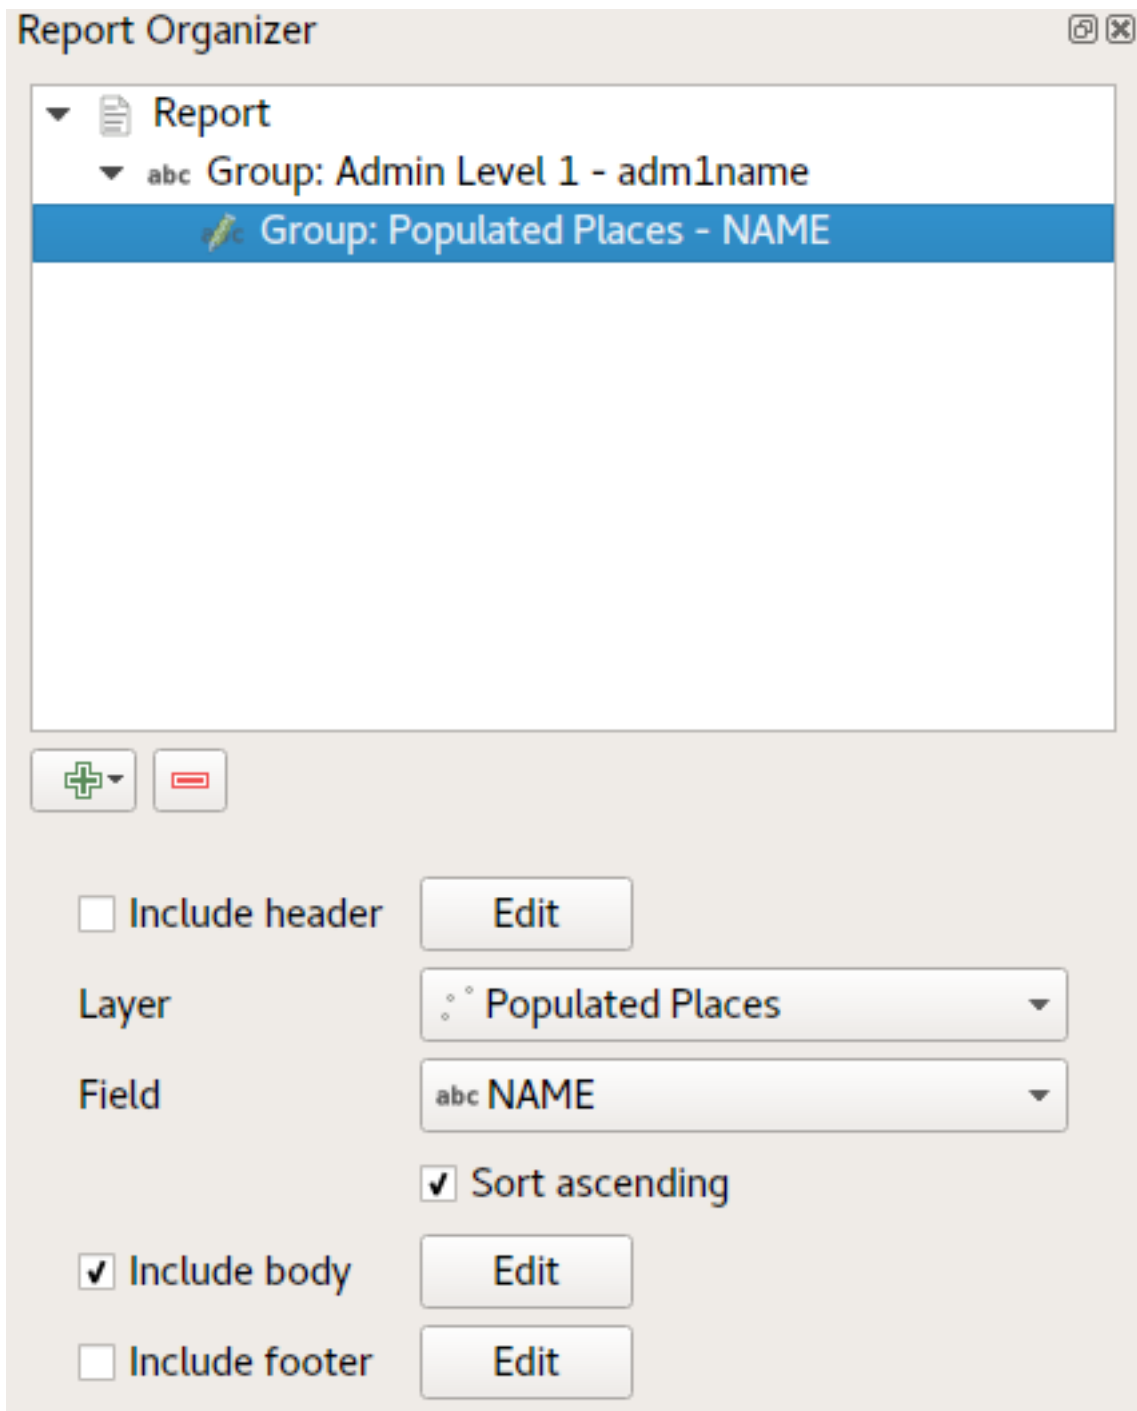 Report Organizer
Report
abc Group: Admin Level 1 - adm1name
Group: Populated Places - NAME
Include header Edit
Layer Populated Places
Field abc NAME
Sort ascending
Include body Edit
Include footer Edit